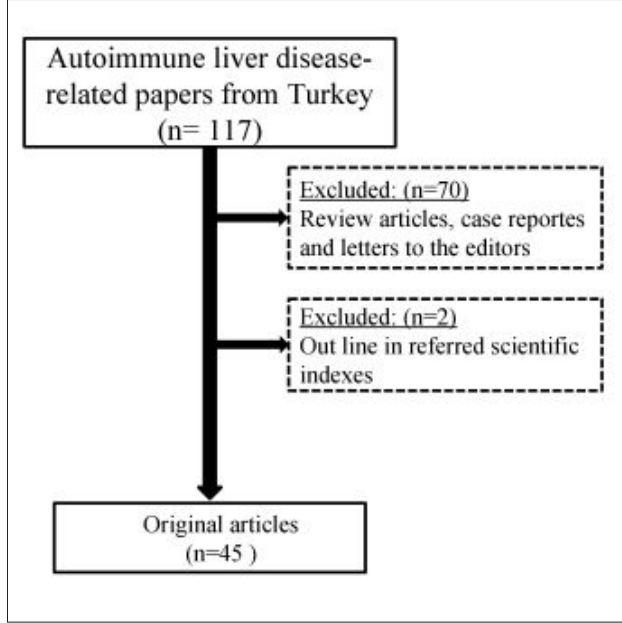 Autoimmune liver disease-
related papers from Turkey
(n= 117)
Excluded: (n=70)
Review articles, case reportes
and letters to the editors
Excluded: (n=2)
Out line in referred scientific
indexes
Original articles
(n=45 )